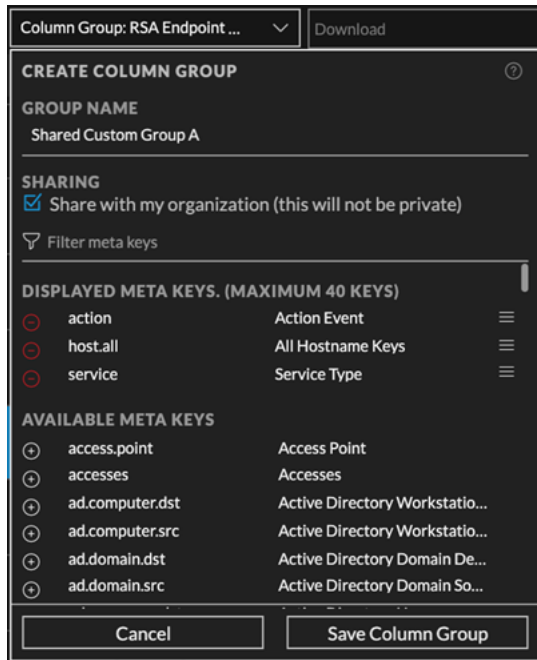 Column Group: RSA Endpoint ... Download
CREATE COLUMN GROUP
GROUP NAME
Shared Custom Group A
SHARING
Share with my organization (this will not be private)
Filter meta keys
DISPLAYED META KEYS. (MAXIMUM 40 KEYS)
action Action Event
host.all All Hostname Keys
service Service Type
AVAILABLE META KEYS
access.point Access Point
accesses Accesses
ad.computer.dst Active Directory Workstatio...
ad.computer.src Active Directory Workstatio...
ad.domain.dst Active Directory Domain De...
ad.domain.src Active Directory Domain So...
Cancel Save Column Group